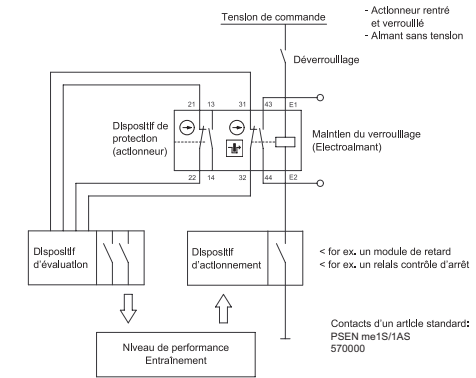 Tension de commande
- Actionneur rentré
et verrouillé
- Aimant sans tension
Déverrouillage
21 13 31 43 E1
Dispositif de
protection
(actionneur)
Maintien du verrouillage
(Electroaimant)
22 14 32 44 E2
Dispositif
d'évaluation
Dispositif
d'actionnement
< for ex. un module de retard
< for ex. un relais contrôle d'arrêt
Niveau de performance
Entraînement
Contacts d'un article standard:
PSEN me1S/1AS
570000